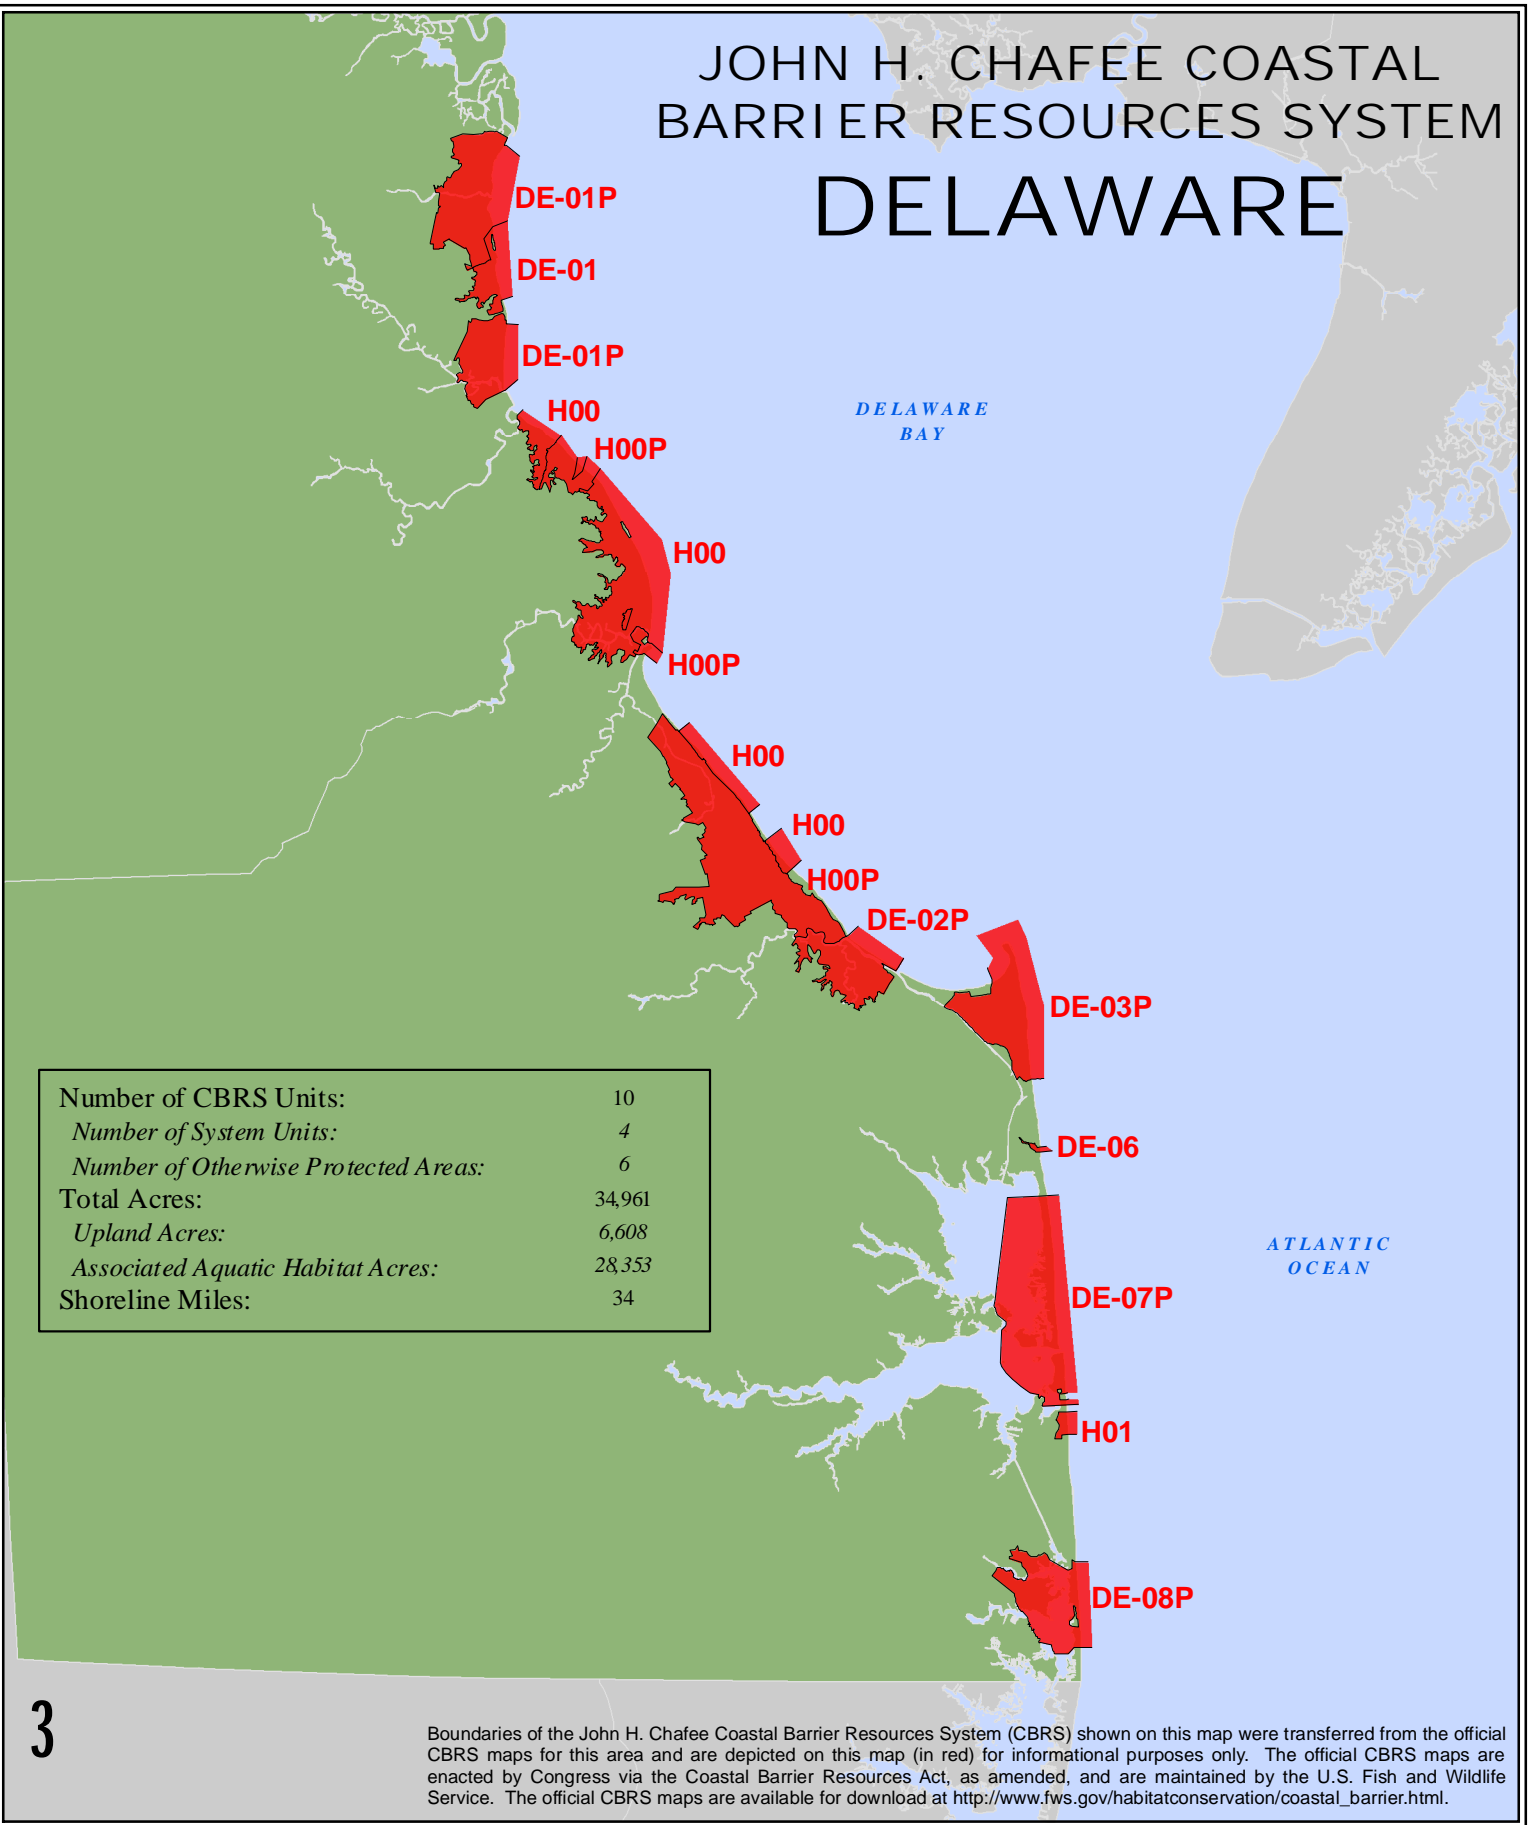 JOHN H. CHAFEE COASTAL
BARRIER RESOURCES SYSTEM
DELAWARE
DE-01P
DE-01
DE-01P
H00
H00P
DELAWARE
BAY
H00
H00P
H00
H00
H00P
DE-02P
DE-03P
DE-06
Number of CBRS Units: 10
Number of System Units: 4
Number of Otherwise Protected Areas: 6
Total Acres: 34,961
Upland Acres: 6,608
Associated Aquatic Habitat Acres: 28,353
Shoreline Miles: 34
ATLANTIC
OCEAN
DE-07P
H01
DE-08P
3
Boundaries of the John H. Chafee Coastal Barrier Resources System (CBRS) shown on this map were transferred from the official
CBRS maps for this area and are depicted on this map (in red) for informational purposes only. The official CBRS maps are
enacted by Congress via the Coastal Barrier Resources Act, as amended, and are maintained by the U.S. Fish and Wildlife
Service. The official CBRS maps are available for download at http://www.fws.gov/habitatconservation/coastal_barrier.html.